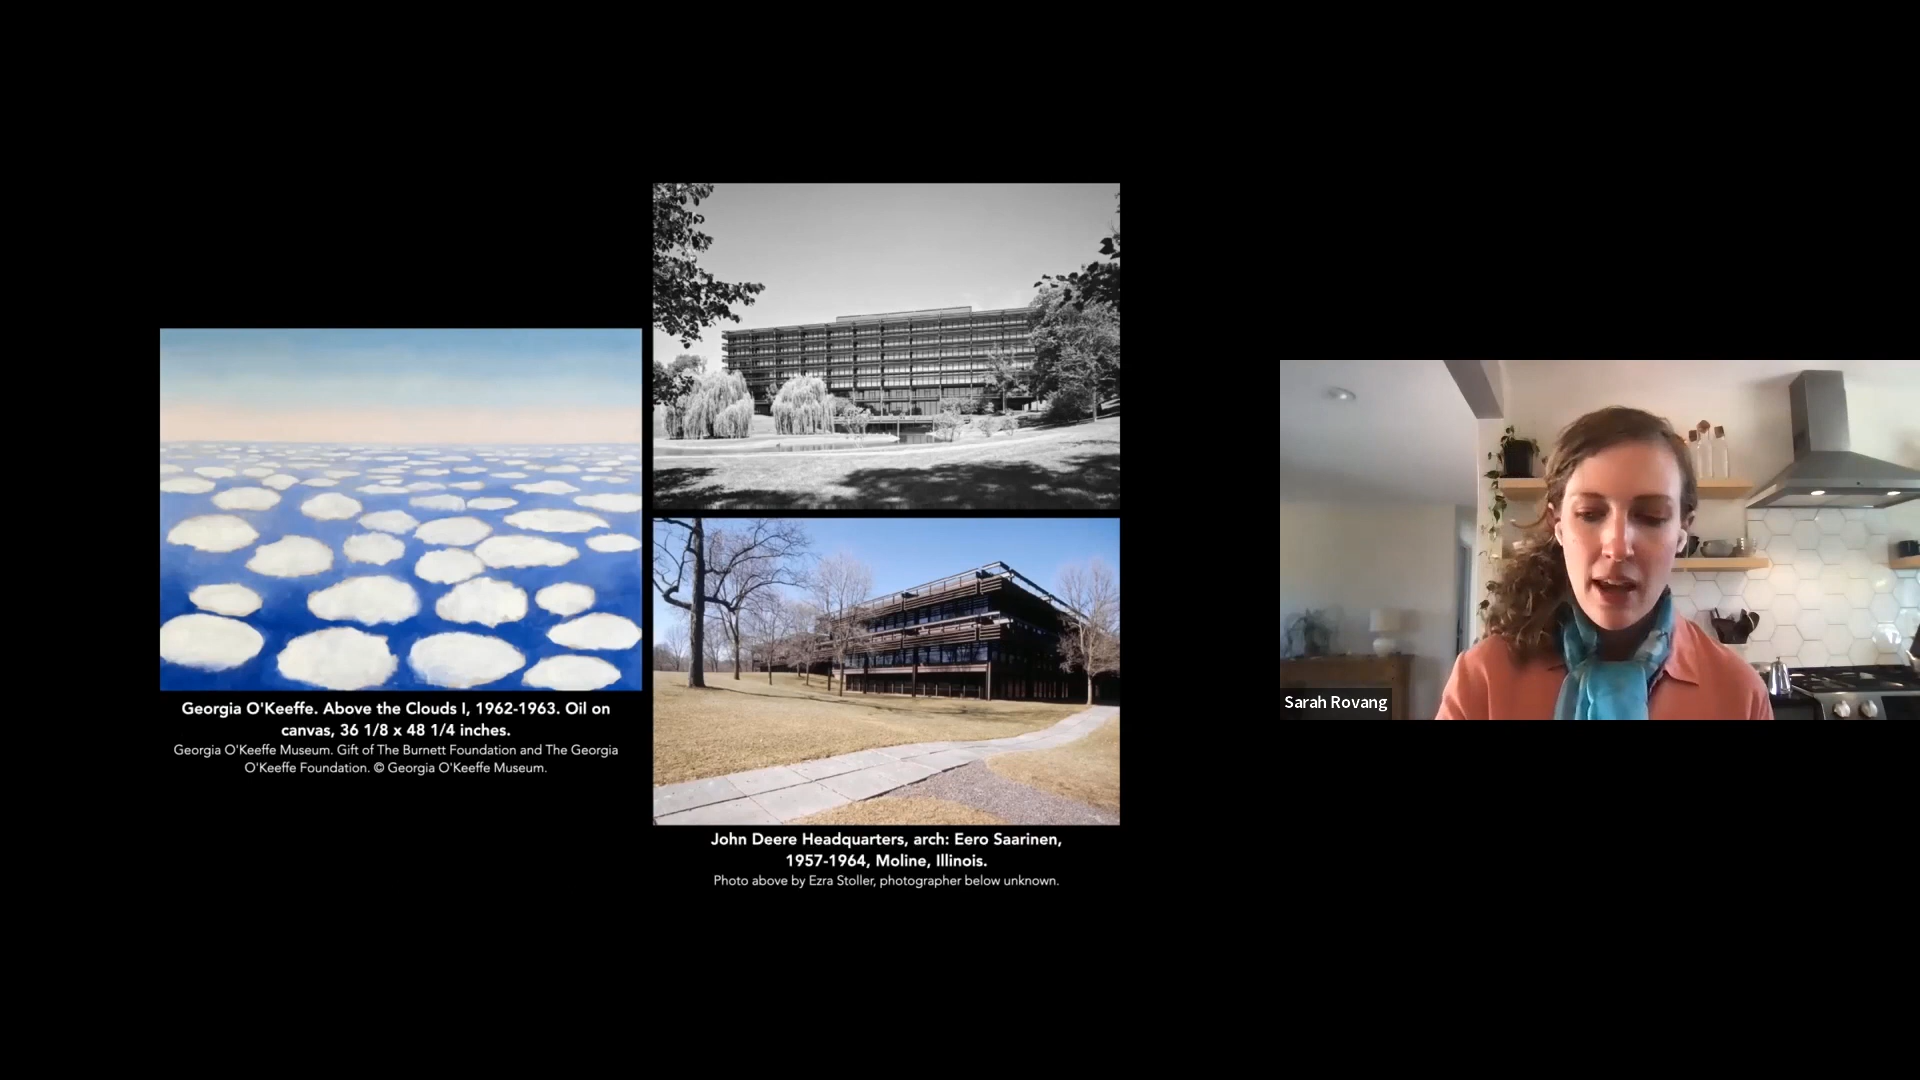 Georgia O'Keeffe. Above the Clouds I, 1962-1963. Oil on
canvas, 36 1/8 x 48 1/4 inches.
Georgia O'Keeffe Museum. Gift of The Burnett Foundation and The Georgia
O'Keeffe Foundation. © Georgia O'Keeffe Museum.
John Deere Headquarters, arch: Eero Saarinen,
1957-1964, Moline, Illinois.
Photo above by Ezra Stoller, photographer below unknown.
Sarah Rovang